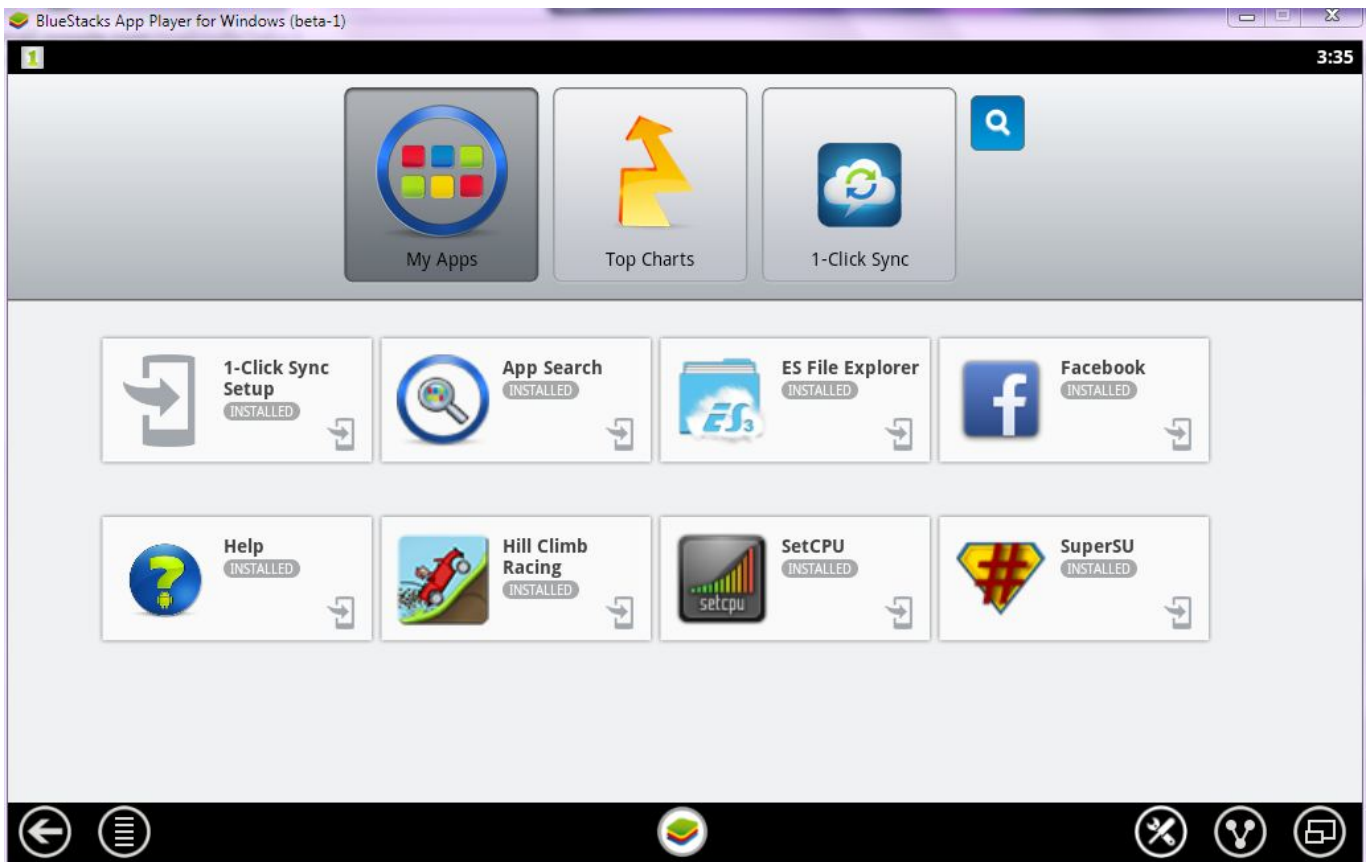 BlueStacks App Player for Windows (beta-1)
1
3:35
My Apps
Top Charts
1-Click Sync
1-Click Sync
Setup
INSTALLED
App Search
INSTALLED
ES File Explorer
INSTALLED
ES3
Facebook
INSTALLED
f
Help
INSTALLED
?
Hill Climb
Racing
INSTALLED
SetCPU
INSTALLED
setcpu
SuperSU
INSTALLED
#